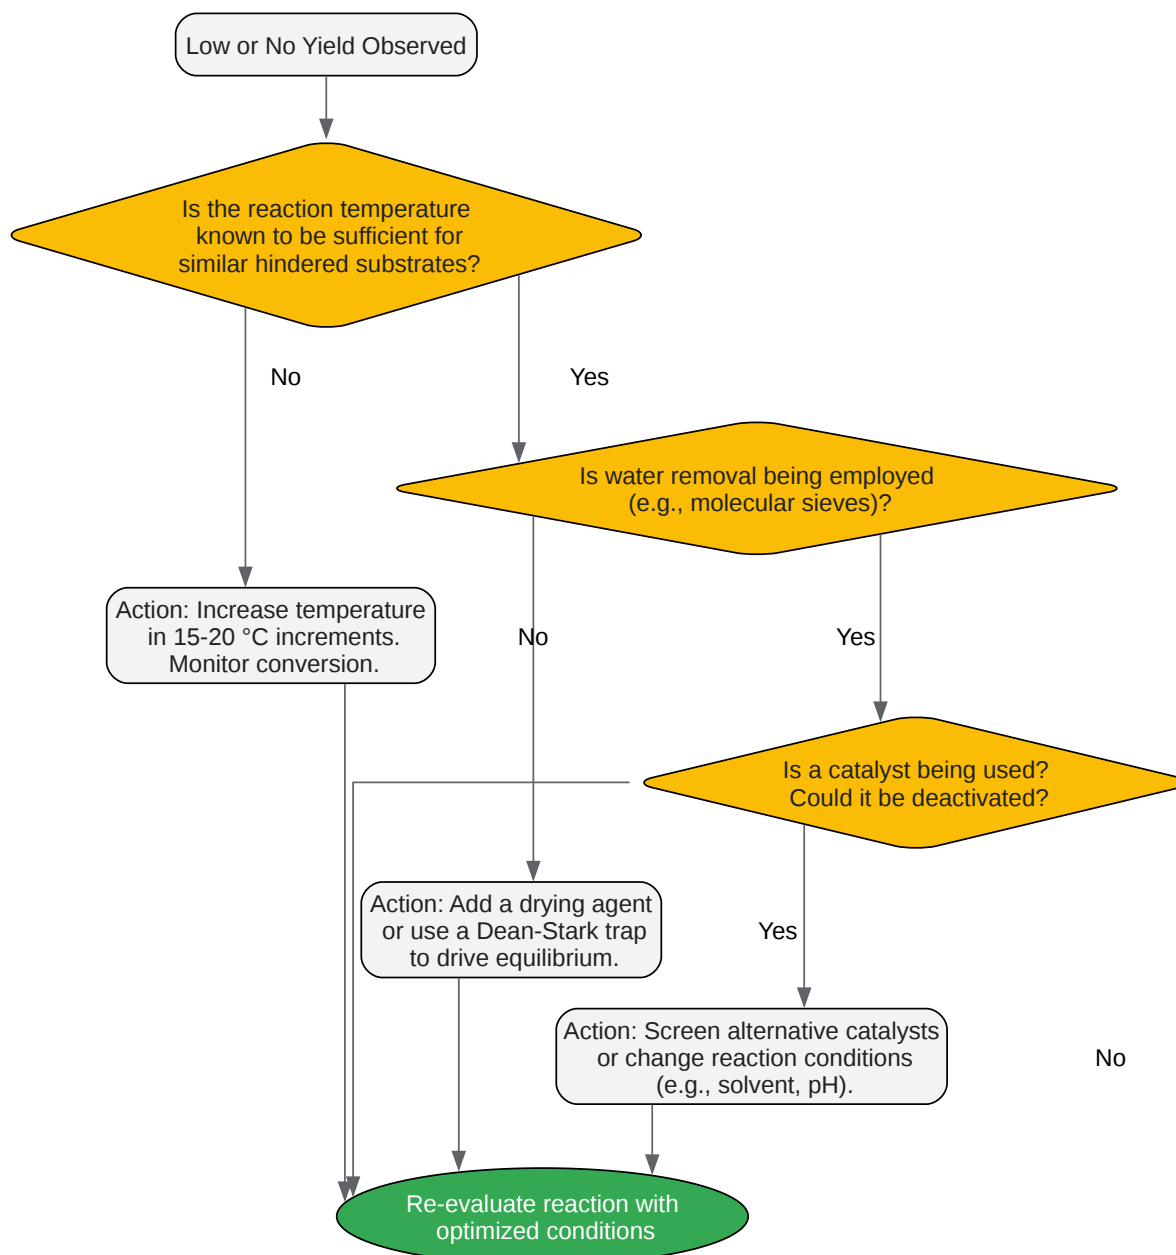 Low or No Yield Observed
Is the reaction temperature
known to be sufficient for
similar hindered substrates?
No
Yes
Is water removal being employed
(e.g., molecular sieves)?
Action: Increase temperature
in 15-20 °C increments.
Monitor conversion.
No
Yes
Is a catalyst being used?
Could it be deactivated?
Action: Add a drying agent
or use a Dean-Stark trap
to drive equilibrium.
Yes
Action: Screen alternative catalysts
or change reaction conditions
(e.g., solvent, pH).
No
Re-evaluate reaction with
optimized conditions